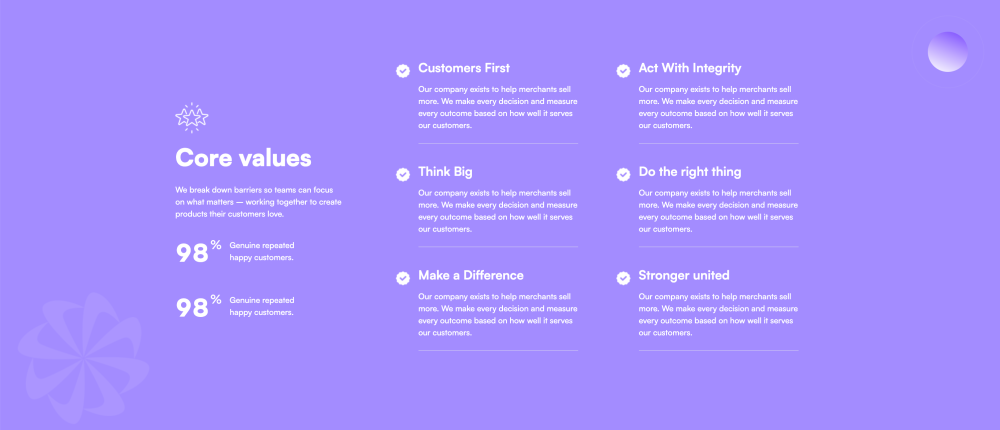 Core values
We break down barriers so teams can focus
on what matters — working together to create
products their customers love.
98%
Genuine repeated
happy customers.
98%
Genuine repeated
happy customers.
Customers First
Our company exists to help merchants sell
more. We make every decision and measure
every outcome based on how well it serves
our customers.
Act With Integrity
Our company exists to help merchants sell
more. We make every decision and measure
every outcome based on how well it serves
our customers.
Think Big
Our company exists to help merchants sell
more. We make every decision and measure
every outcome based on how well it serves
our customers.
Do the right thing
Our company exists to help merchants sell
more. We make every decision and measure
every outcome based on how well it serves
our customers.
Make a Difference
Our company exists to help merchants sell
more. We make every decision and measure
every outcome based on how well it serves
our customers.
Stronger united
Our company exists to help merchants sell
more. We make every decision and measure
every outcome based on how well it serves
our customers.